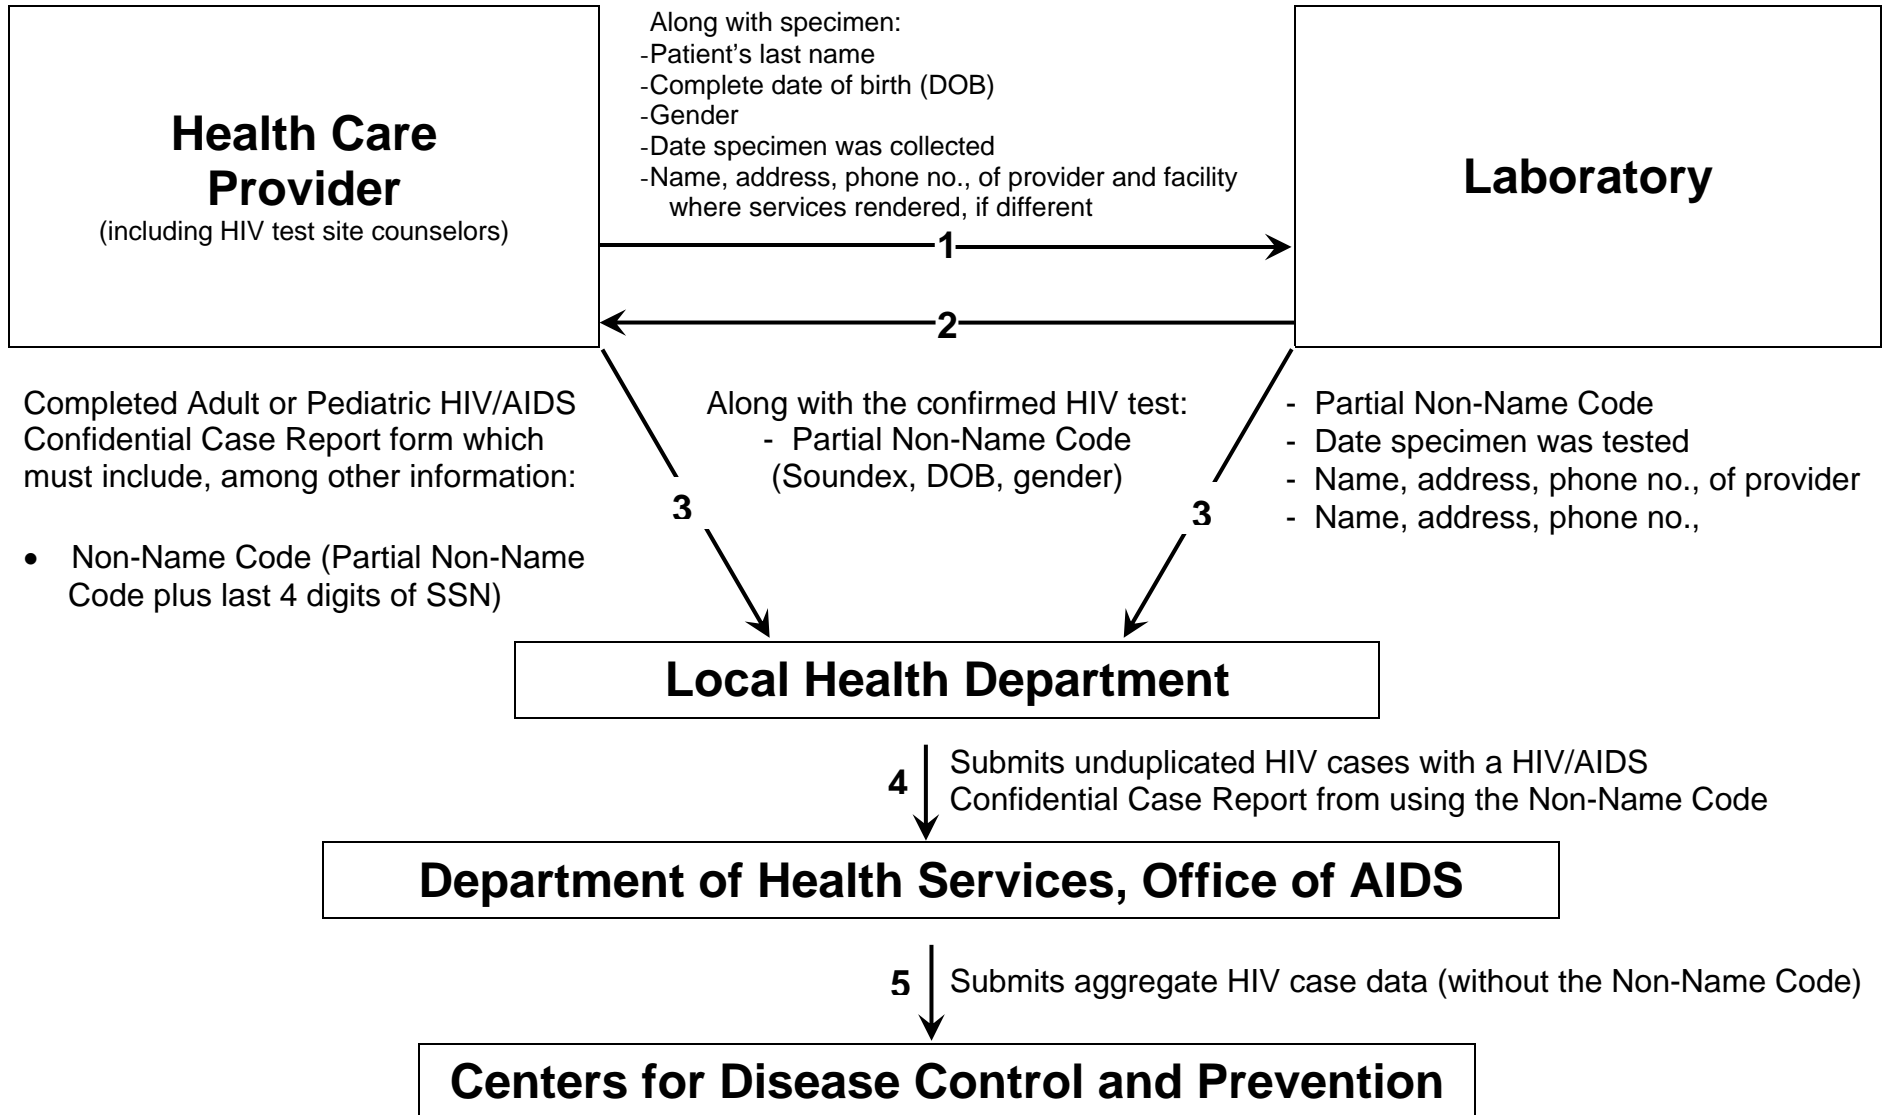 Health Care
Provider
(including HIV test site counselors)
Along with specimen:
-Patient’s last name
-Complete date of birth (DOB)
-Gender
-Date specimen was collected
-Name, address, phone no., of provider and facility
where services rendered, if different
Laboratory
1
2
Completed Adult or Pediatric HIV/AIDS
Confidential Case Report form which
must include, among other information:
• Non-Name Code (Partial Non-Name
Code plus last 4 digits of SSN)
3
Along with the confirmed HIV test:
- Partial Non-Name Code
(Soundex, DOB, gender)
3
- Partial Non-Name Code
- Date specimen was tested
- Name, address, phone no., of provider
- Name, address, phone no.,
Local Health Department
4
Submits unduplicated HIV cases with a HIV/AIDS
Confidential Case Report from using the Non-Name Code
Department of Health Services, Office of AIDS
5
Submits aggregate HIV case data (without the Non-Name Code)
Centers for Disease Control and Prevention